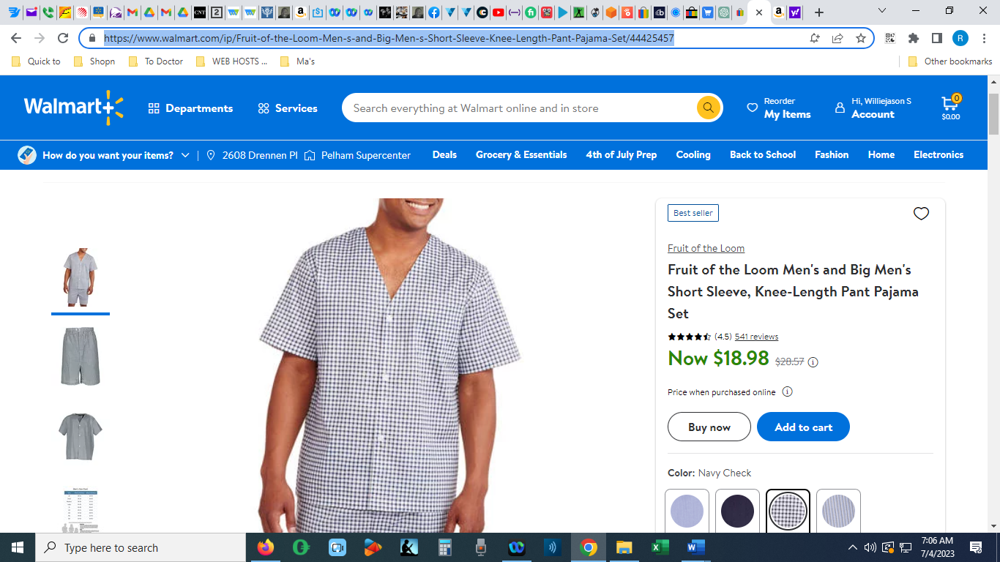 https://www.walmart.com/ip/Fruit-of-the-Loom-Men-s-and-Big-Men-s-Short-Sleeve-Knee-Length-Pant-Pajama-Set/44425457
R
Quick to
Shopn
To Doctor
WEB HOSTS ...
Ma's
Other bookmarks
Walmart+
Departments
Services
Search everything at Walmart online and in store
Reorder
My Items
Hi, Williejason S
Account
0
$0.00
How do you want your items?
2608 Drennen Pl
Pelham Supercenter
Deals
Grocery & Essentials
4th of July Prep
Cooling
Back to School
Fashion
Home
Electronics
Best seller
Fruit of the Loom
Fruit of the Loom Men's and Big Men's
Short Sleeve, Knee-Length Pant Pajama
Set
(4.5) 541 reviews
Now $18.98 $28.57
Price when purchased online
Buy now
Add to cart
Color: Navy Check
Type here to search
7:06 AM
7/4/2023